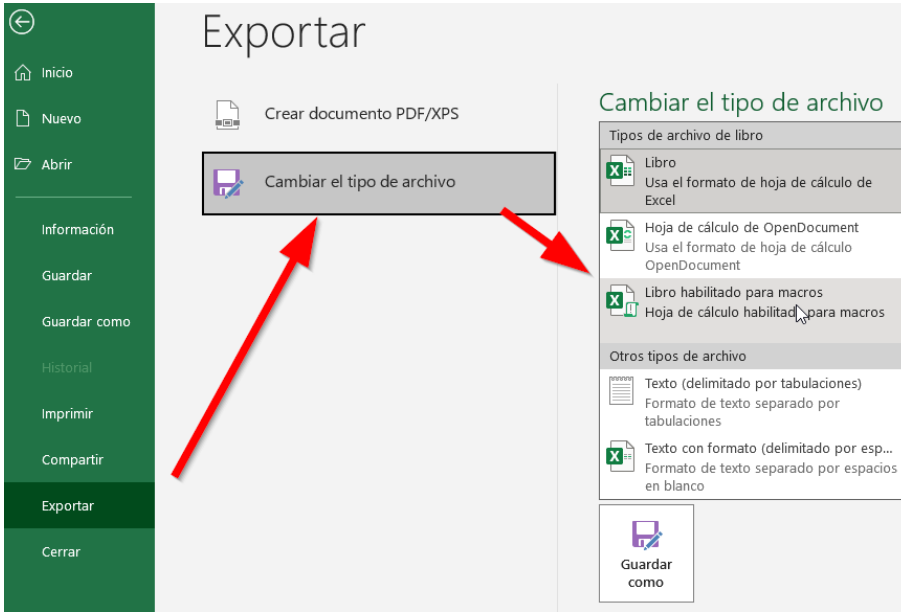 Inicio
Nuevo
Abrir
Información
Guardar
Guardar como
Historial
Imprimir
Compartir
Exportar
Cerrar
Exportar
Crear documento PDF/XPS
Cambiar el tipo de archivo
Cambiar el tipo de archivo
Tipos de archivo de libro
Libro
Usa el formato de hoja de cálculo de
Excel
Hoja de cálculo de OpenDocument
Usa el formato de hoja de cálculo
OpenDocument
Libro habilitado para macros
Hoja de cálculo habilitado para macros
Otros tipos de archivo
Texto (delimitado por tabulaciones)
Formato de texto separado por
tabulaciones
Texto con formato (delimitado por esp...
Formato de texto separado por espacios
en blanco
Guardar
como